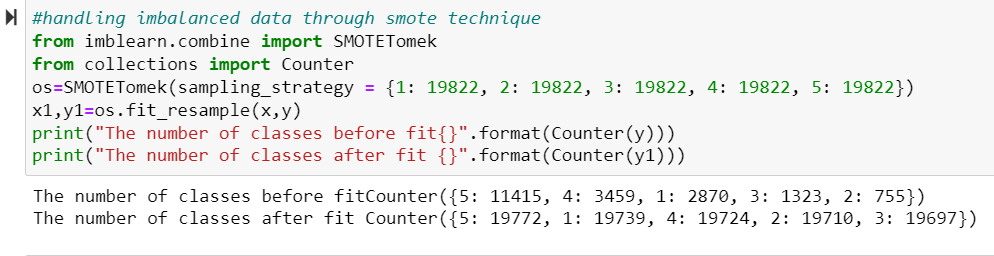 #handling imbalanced data through smote technique
from imblearn.combine import SMOTETomek
from collections import Counter
os=SMOTETomek(sampling_strategy = {1: 19822, 2: 19822, 3: 19822, 4: 19822, 5: 19822})
x1,y1=os.fit_resample(x,y)
print("The number of classes before fit{}".format(Counter(y)))
print("The number of classes after fit {}".format(Counter(y1)))
The number of classes before fitCounter({5: 11415, 4: 3459, 1: 2870, 3: 1323, 2: 755})
The number of classes after fit Counter({5: 19772, 1: 19739, 4: 19724, 2: 19710, 3: 19697})